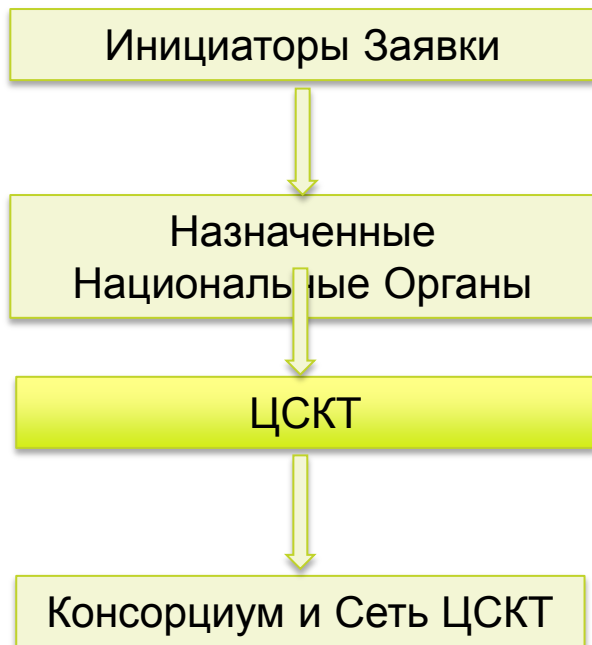 Инициаторы Заявки
Назначенные
Национальные Органы
ЦСКТ
Консорциум и Сеть ЦСКТ